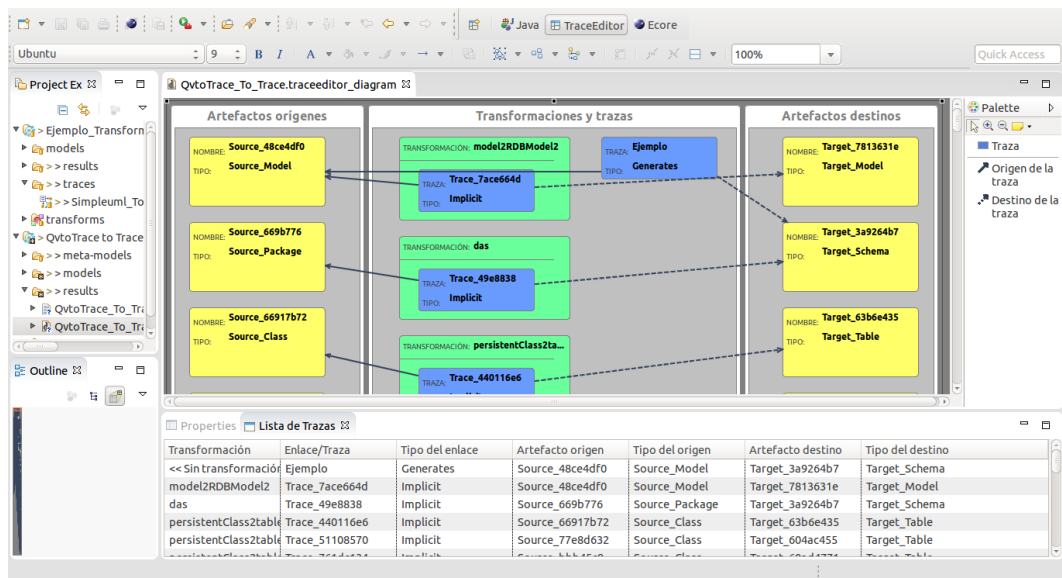 Java TraceEditor Ecore
Ubuntu 9 B I A 100% Quick Access
Project Ex
> Ejemplo_Transform
models
> > results
> > traces
> > Simpleuml_To
transforms
> QvtoTrace to Trace
> > meta-models
> > models
> > results
QvtoTrace_To_Tra
QvtoTrace_To_Tra
Outline
QvtoTrace_To_Trace.traceeditor_diagram
Artefactos orígenes
NOMBRE: Source_48ce4df0
TIPO: Source_Model
NOMBRE: Source_669b776
TIPO: Source_Package
NOMBRE: Source_66917b72
TIPO: Source_Class
Transformaciones y trazas
TRANSFORMACIÓN: model2RDBModel2
TRAZA: Trace_7ace664d
TIPO: Implicit
TRAZA: Ejemplo
TIPO: Generates
TRANSFORMACIÓN: das
TRAZA: Trace_49e8838
TIPO: Implicit
TRANSFORMACIÓN: persistentClass2ta...
TRAZA: Trace_440116e6
Artefactos destinos
NOMBRE: Target_7813631e
TIPO: Target_Model
NOMBRE: Target_3a9264b7
TIPO: Target_Schema
NOMBRE: Target_63b6e435
TIPO: Target_Table
Palette
Traza
Origen de la
traza
Destino de la
traza
Properties Lista de Trazas
Transformación Enlace/Traza Tipo del enlace Artefacto origen Tipo del origen Artefacto destino Tipo del destino
<< Sin transformación Ejemplo Generates Source_48ce4df0 Source_Model Target_3a9264b7 Target_Schema
model2RDBModel2 Trace_7ace664d Implicit Source_48ce4df0 Source_Model Target_7813631e Target_Model
das Trace_49e8838 Implicit Source_669b776 Source_Package Target_3a9264b7 Target_Schema
persistentClass2table Trace_440116e6 Implicit Source_66917b72 Source_Class Target_63b6e435 Target_Table
persistentClass2table Trace_51108570 Implicit Source_77e8d632 Source_Class Target_604ac455 Target_Table